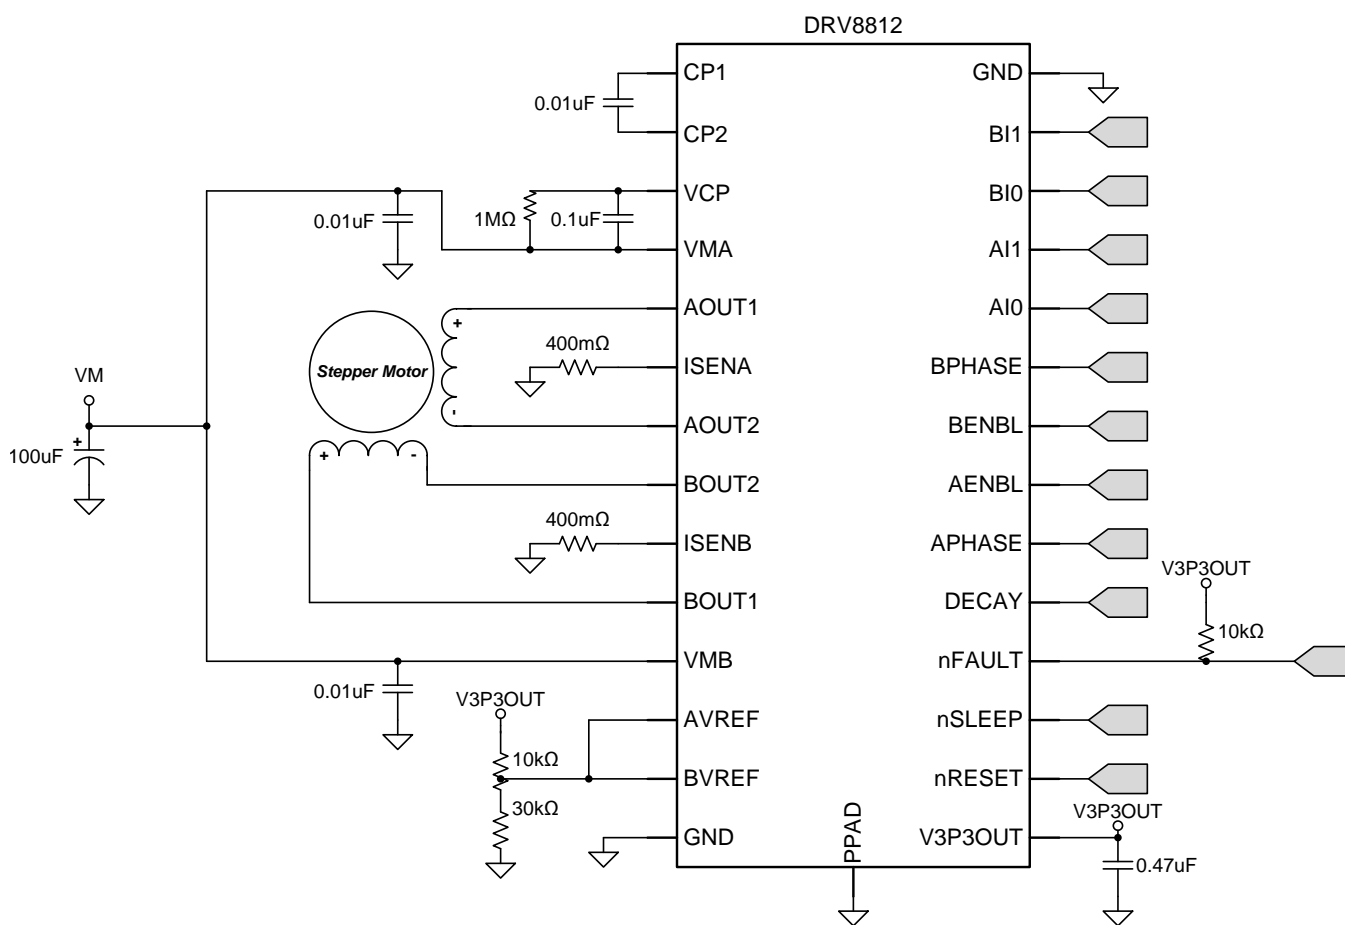 DRV8812
CP1
GND
0.01uF
CP2
BI1
VCP
BI0
0.01uF
1MΩ
0.1uF
VMA
AI1
AOUT1
AI0
+
400mΩ
Stepper Motor
ISENA
BPHASE
VM
-
AOUT2
BENBL
+
100uF
+
-
BOUT2
AENBL
400mΩ
ISENB
APHASE
V3P3OUT
BOUT1
DECAY
10kΩ
VMB
nFAULT
0.01uF
V3P3OUT
AVREF
nSLEEP
10kΩ
BVREF
nRESET
30kΩ
V3P3OUT
GND
PPAD
V3P3OUT
0.47uF